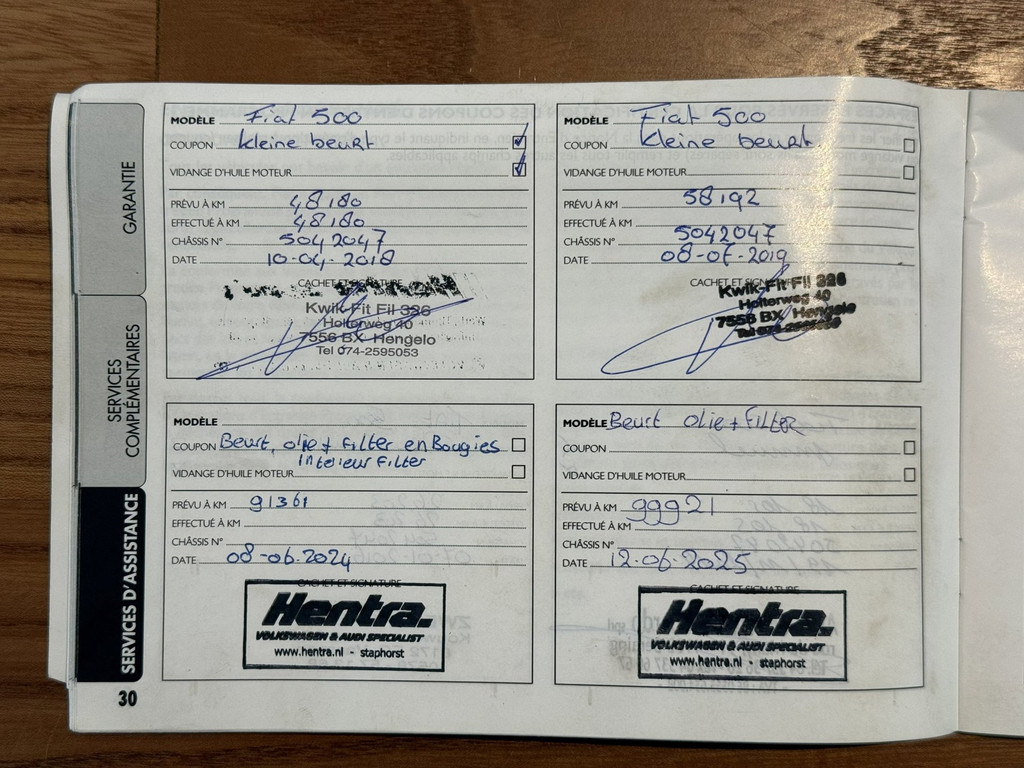 GARANTIE
SERVICES
COMPLÉMENTAIRES
SERVICES D'ASSISTANCE
30
MODÈLE Fiat 500
COUPON kleine beurt
VIDANGE D'HUILE MOTEUR
PRÉVU À KM 48180
EFFECTUÉ À KM 48180
CHÂSSIS N° 5042047
DATE 10-04-2018
CACHET ET SIGNATURE
Kwik-Fit Fil 326
Holterweg 40
7556 BX Hengelo
Tel 074-2595053
MODÈLE Fiat 500
COUPON kleine beurt
VIDANGE D'HUILE MOTEUR
PRÉVU À KM 58192
EFFECTUÉ À KM
CHÂSSIS N° 5042047
DATE 08-07-2019
CACHET ET SIGNATURE
Kwik-Fit Fil 326
Holterweg 40
7556 BX Hengelo
Tel 074-2595053
MODÈLE
COUPON Beurt, olie + Filter en Bougies
interieur Filter
VIDANGE D'HUILE MOTEUR
PRÉVU À KM 91361
EFFECTUÉ À KM
CHÂSSIS N°
DATE 08-06-2024
CACHET ET SIGNATURE
Hentra.
VOLKSWAGEN & AUDI SPECIALIST
www.hentra.nl - staphorst
MODÈLE Beurt olie + FILTER
COUPON
VIDANGE D'HUILE MOTEUR
PRÉVU À KM 99921
EFFECTUÉ À KM
CHÂSSIS N°
DATE 12-06-2025
CACHET ET SIGNATURE
Hentra.
VOLKSWAGEN & AUDI SPECIALIST
www.hentra.nl - staphorst